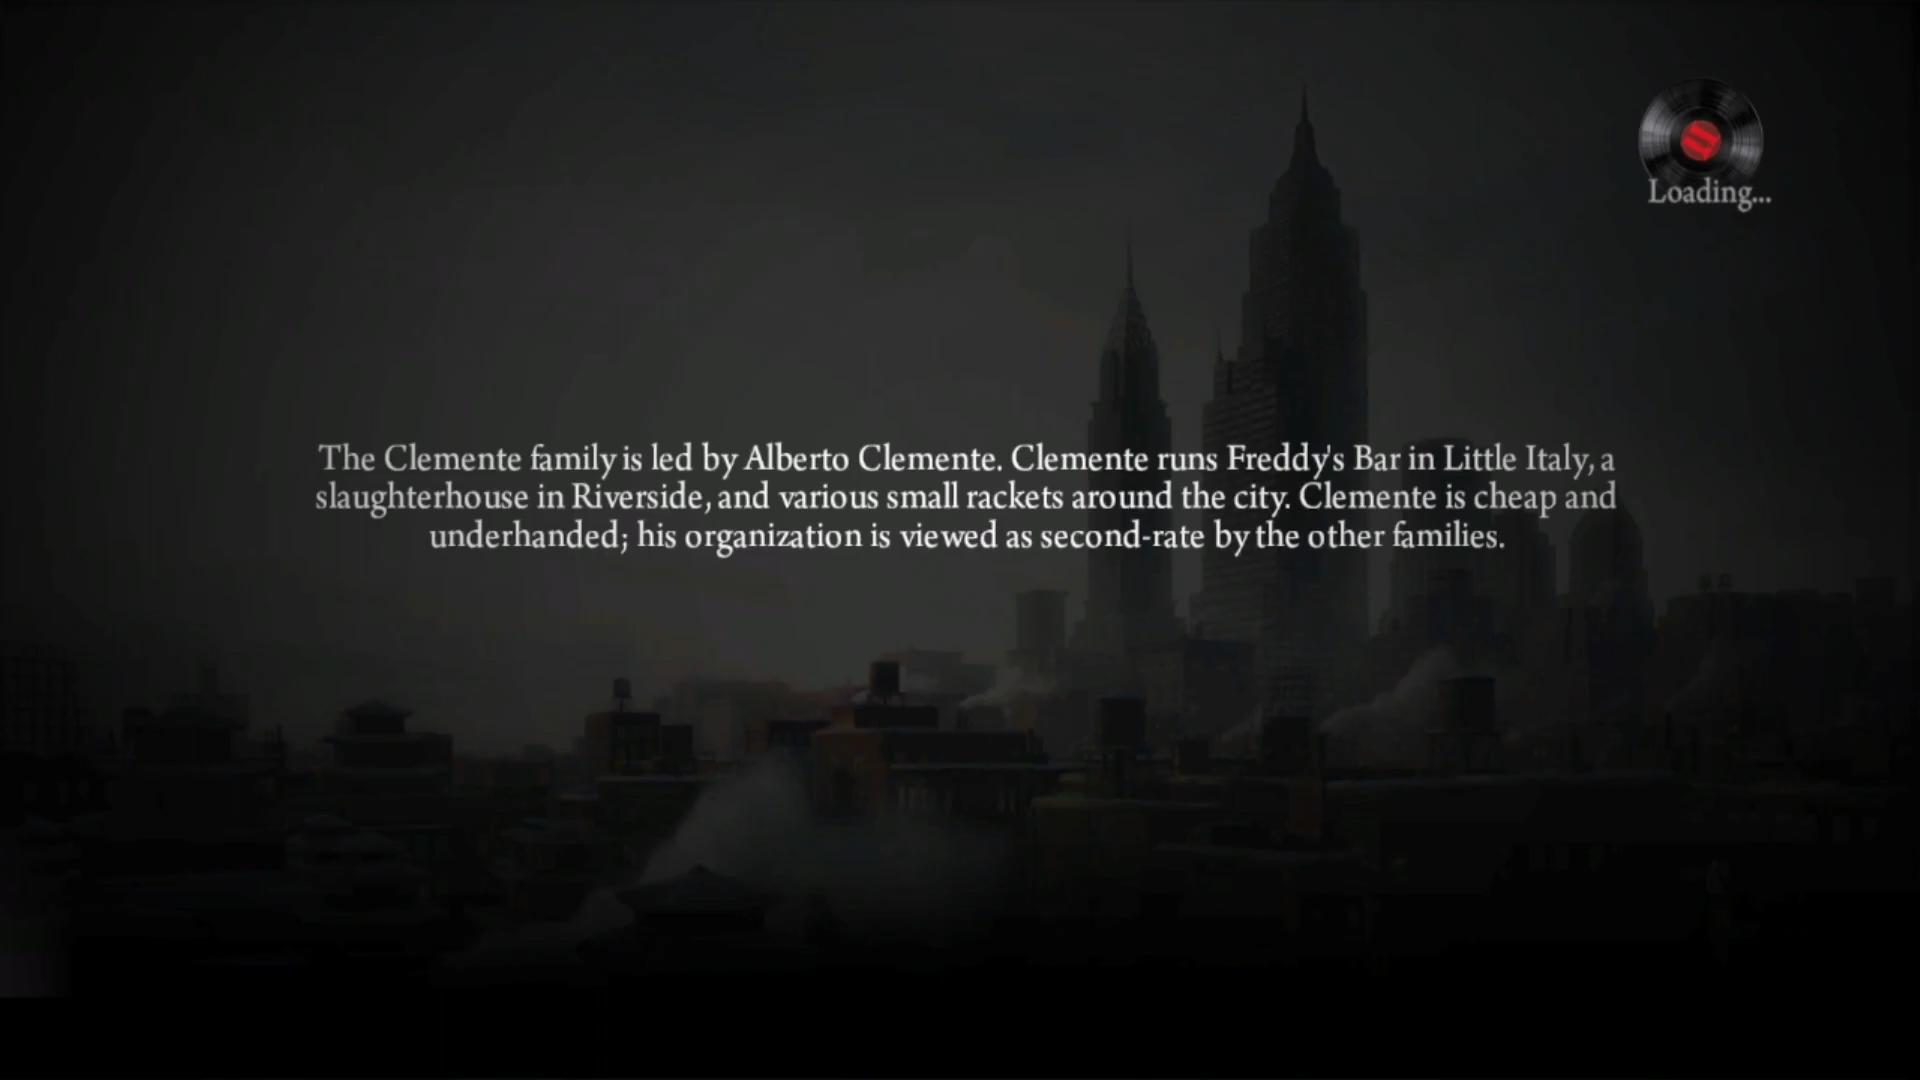 Loading...
The Clemente family is led by Alberto Clemente. Clemente runs Freddy's Bar in Little Italy, a
slaughterhouse in Riverside, and various small rackets around the city. Clemente is cheap and
underhanded; his organization is viewed as second-rate by the other families.